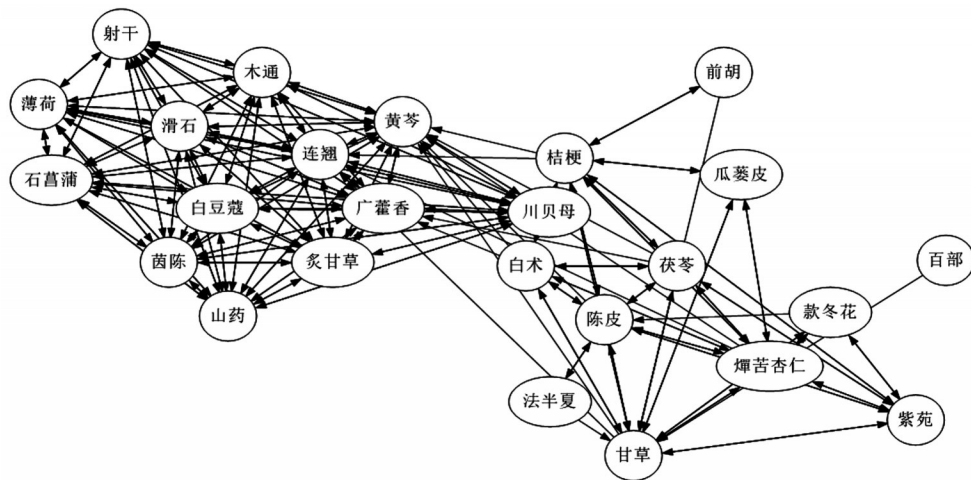 射干
木通
前胡
薄荷
滑石
黄芩
连翘
桔梗
瓜蒌皮
石菖蒲
白豆蔻
广藿香
川贝母
茵陈
炙甘草
白术
茯苓
百部
山药
陈皮
款冬花
燀苦杏仁
法半夏
紫苑
甘草